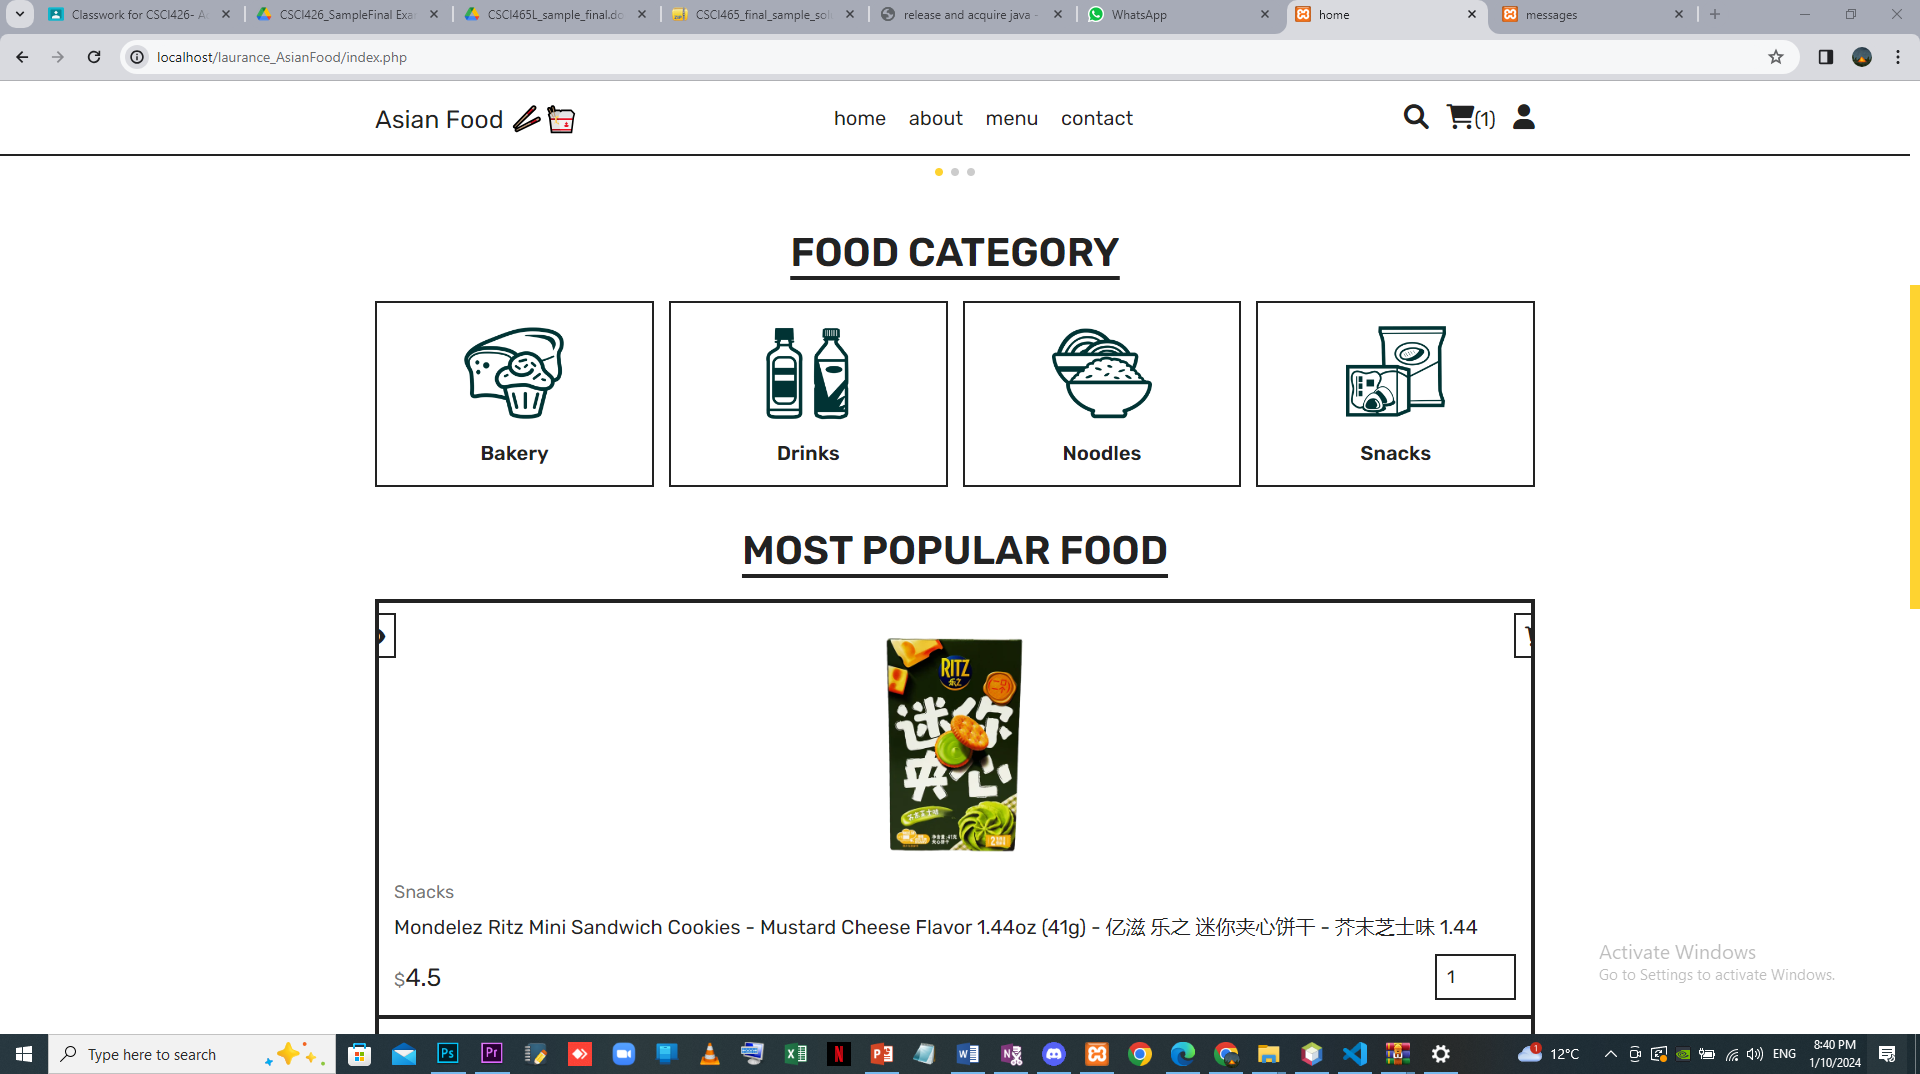 Classwork for CSCI426- A
CSCI426_SampleFinal Exa
CSCI465L_sample_final.do
CSCI465_final_sample_sol
release and acquire java -
WhatsApp
home
messages
localhost/laurance_AsianFood/index.php
Asian Food
home about menu contact
(1)
FOOD CATEGORY
Bakery
Drinks
Noodles
Snacks
MOST POPULAR FOOD
RITZ
乐之
迷你
夹心
Snacks
Mondelez Ritz Mini Sandwich Cookies - Mustard Cheese Flavor 1.44oz (41g) - 亿滋 乐之 迷你夹心饼干 - 芥末芝士味 1.44
$4.5
1
Activate Windows
Go to Settings to activate Windows.
Type here to search
Ps
Pr
1
12°C
ENG
8:40 PM
1/10/2024